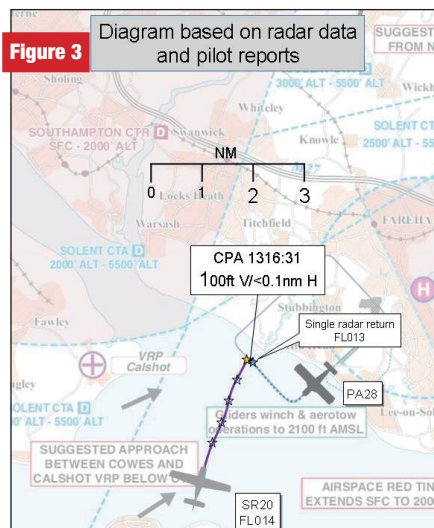 Figure 3
Diagram based on radar data
and pilot reports
SUGGEST
FROM N
Sholing
3000' ALT - 5500' ALT
Wickh
Whiteley
SOLENT CT
2500' ALT - 55
SOUTHAMPTON CTR D
SFC - 2000' ALT
Swanwick
Knowle
NM
0
1
2
3
Locks Heath
Warsash
Titchfield
FAREHA
SOLENT CTA D
2000' ALT - 5500' ALT
CPA 1316:31
100ft V/<0.1nm H
H
Fawley
Stubbington
VRP
Calshot
Single radar return
FL013
gley
PA28
SOLENT CTA D
ALT - 5500' ALT
Gliders winch & aerotow
operations to 2100 ft AMSL
Lee-on-Sol
SUGGESTED APPROACH
BETWEEN COWES AND
CALSHOT VRP BELOW C
AIRSPACE RED TIN
EXTENDS SFC TO 200
SR20
FL014